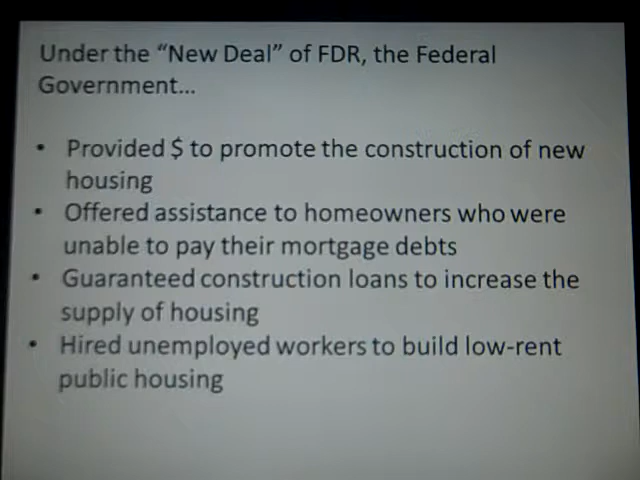 Under the “New Deal” of FDR, the Federal
Government...
• Provided $ to promote the construction of new
housing
• Offered assistance to homeowners who were
unable to pay their mortgage debts
• Guaranteed construction loans to increase the
supply of housing
• Hired unemployed workers to build low-rent
public housing